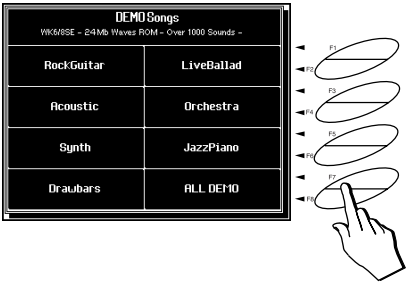 DEMO Songs
WK6/8SE - 24Mb Waves ROM - Over 1000 Sounds -
RockGuitar LiveBallad
Acoustic Orchestra
Synth JazzPiano
Drawbars ALL DEMO
F1
F2
F3
F4
F5
F6
F7
F8